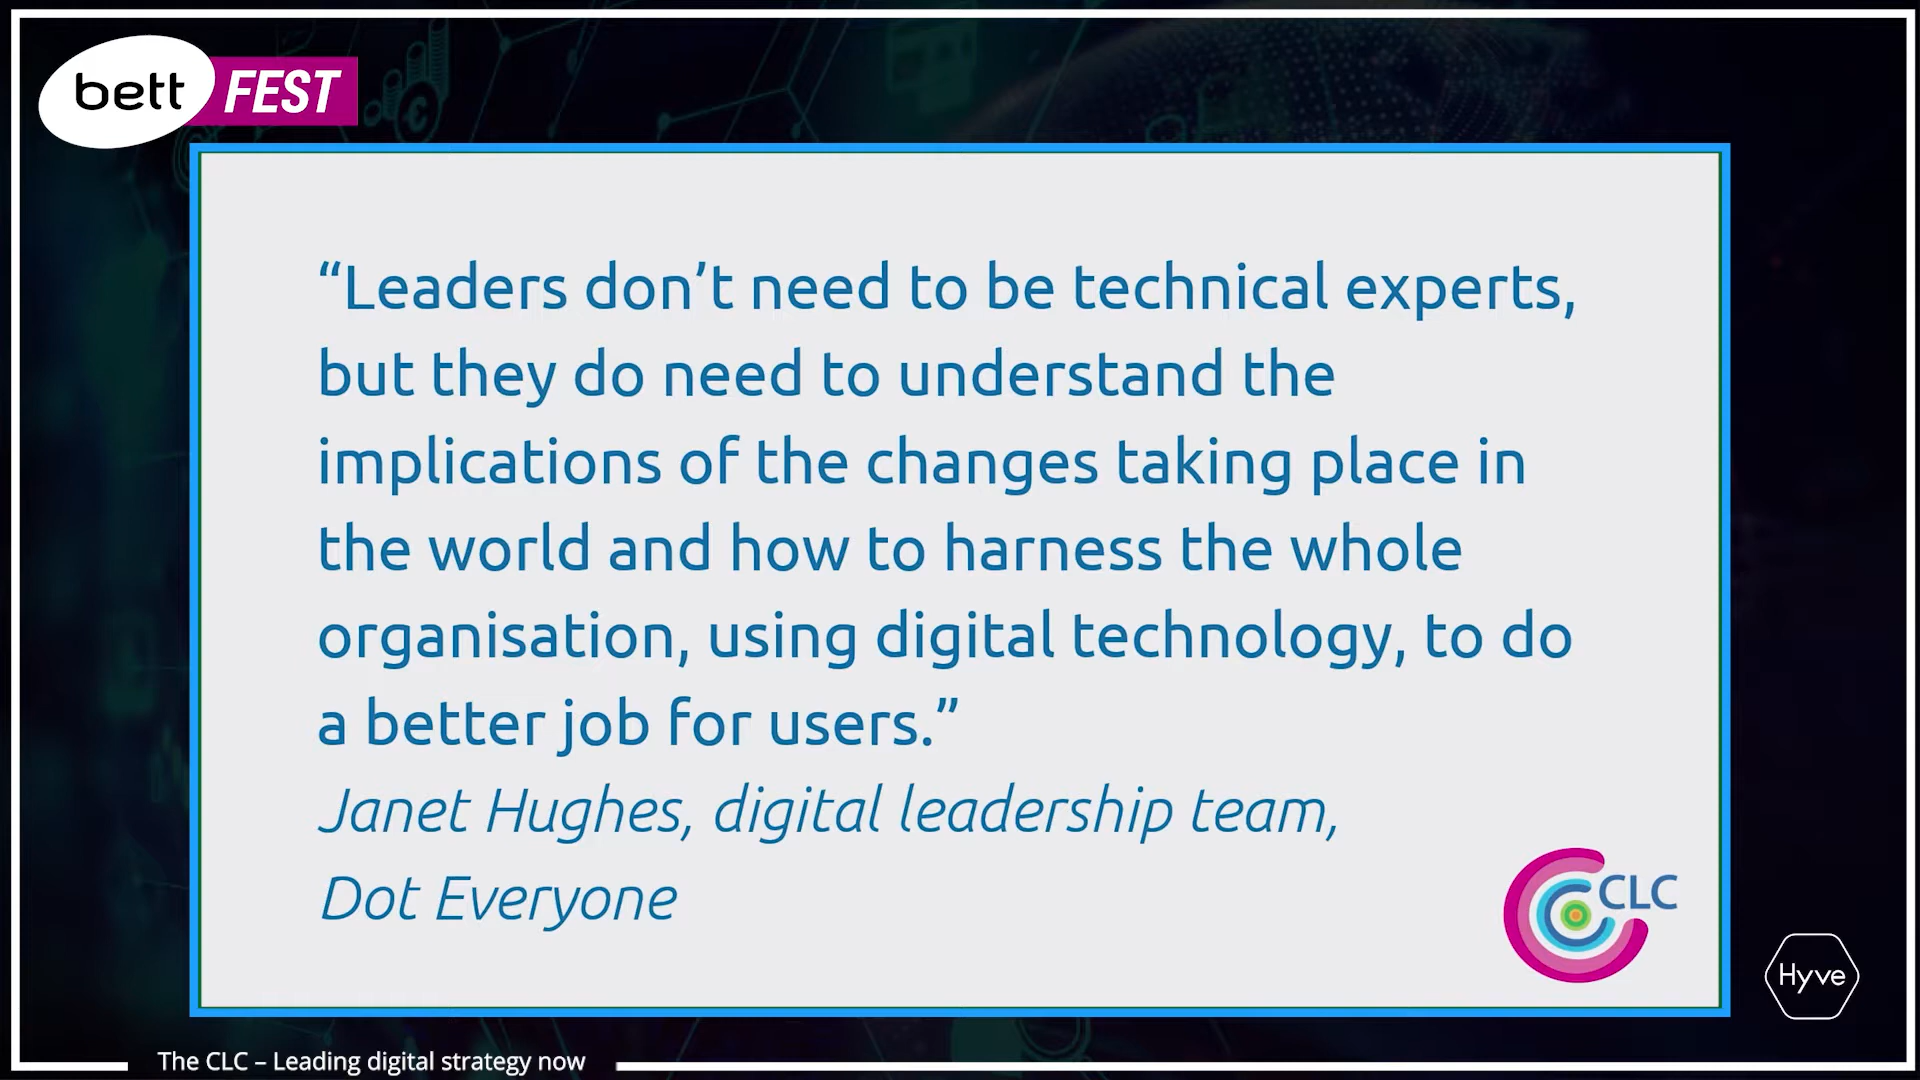 bett FEST
“Leaders don’t need to be technical experts,
but they do need to understand the
implications of the changes taking place in
the world and how to harness the whole
organisation, using digital technology, to do
a better job for users.”
Janet Hughes, digital leadership team,
Dot Everyone
CLC
Hyve
The CLC – Leading digital strategy now